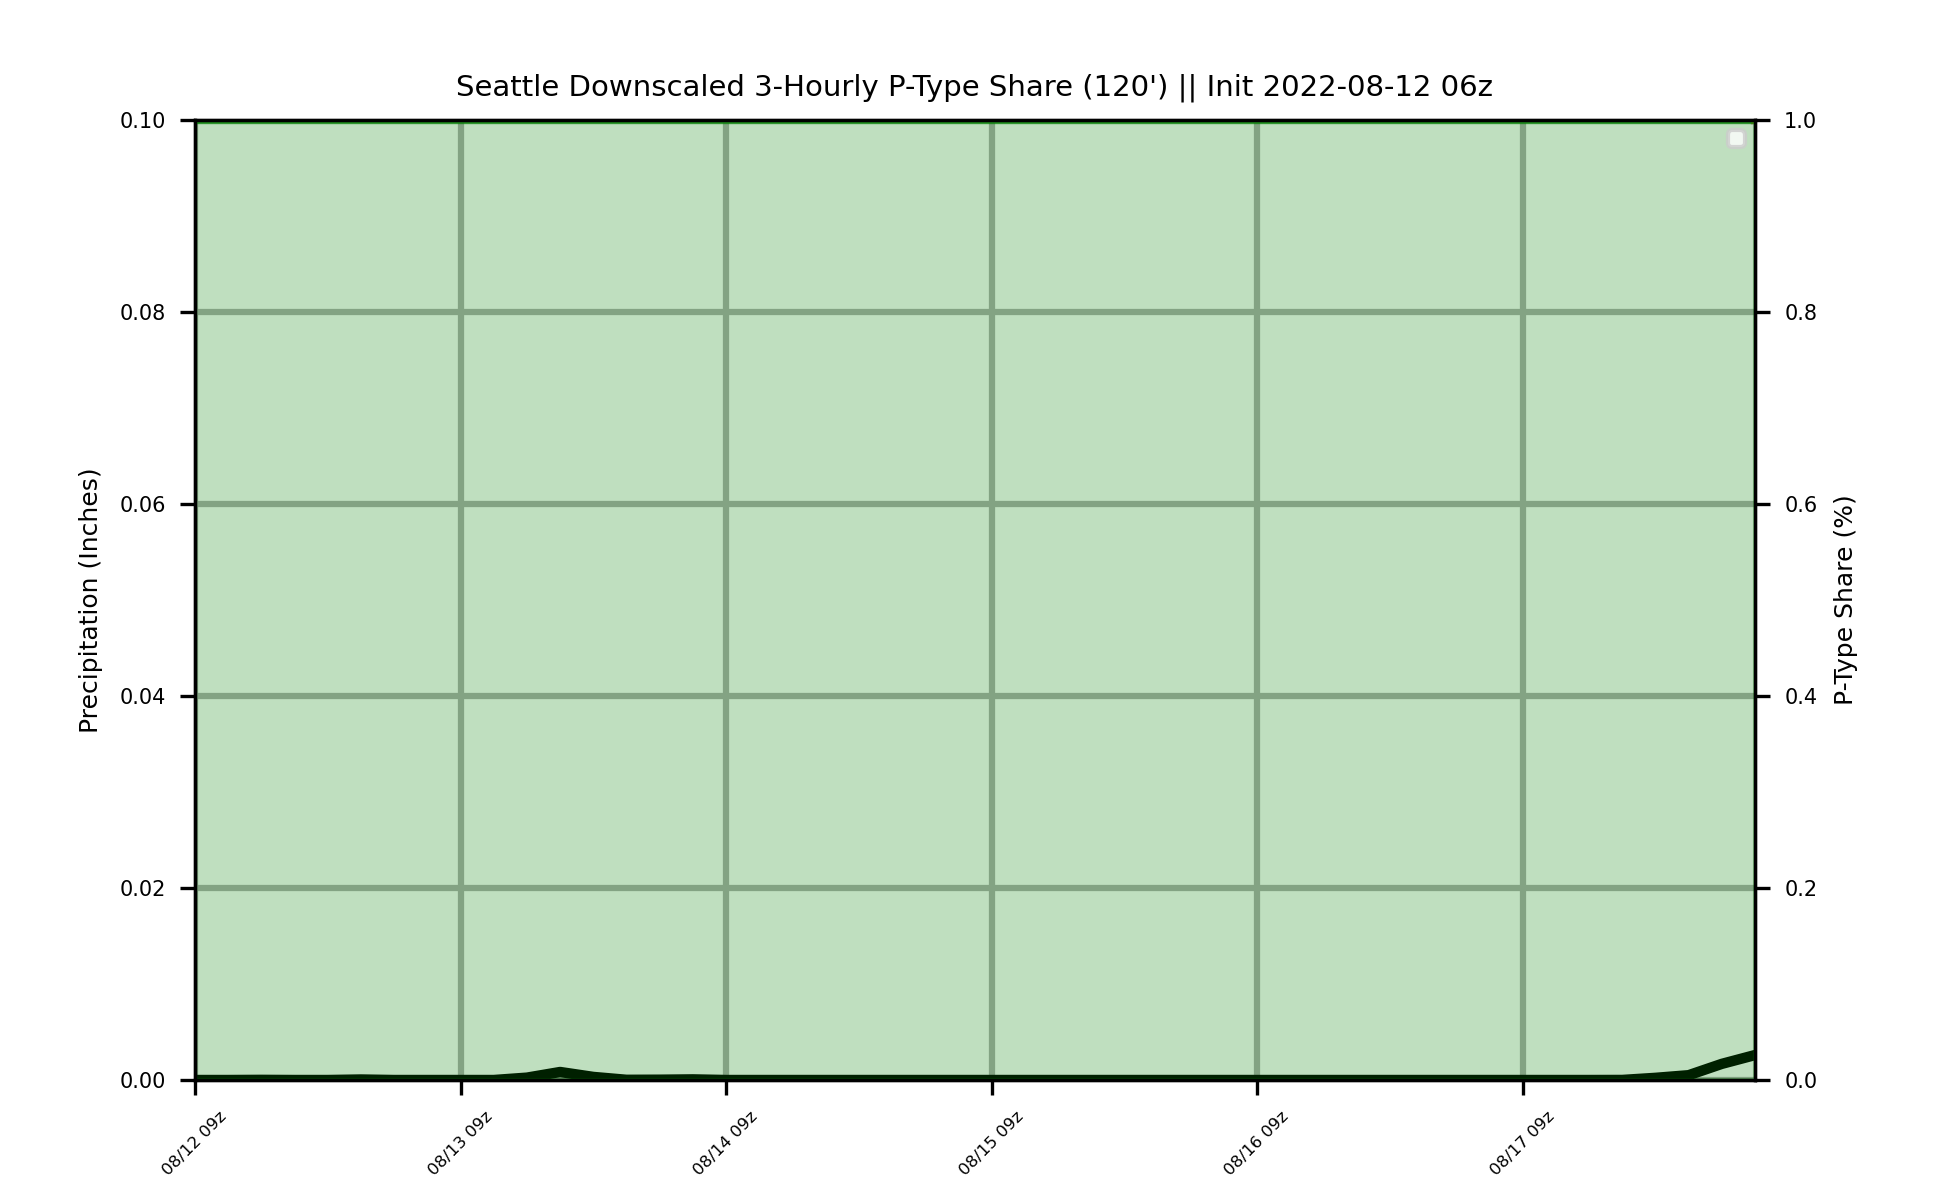 Seattle Downscaled 3-Hourly P-Type Share (120') || Init 2022-08-12 06z
Precipitation (Inches)
0.10
0.08
0.06
0.04
0.02
0.00
1.0
0.8
0.6
0.4
0.2
0.0
P-Type Share (%)
08/12 09z
08/13 09z
08/14 09z
08/15 09z
08/16 09z
08/17 09z